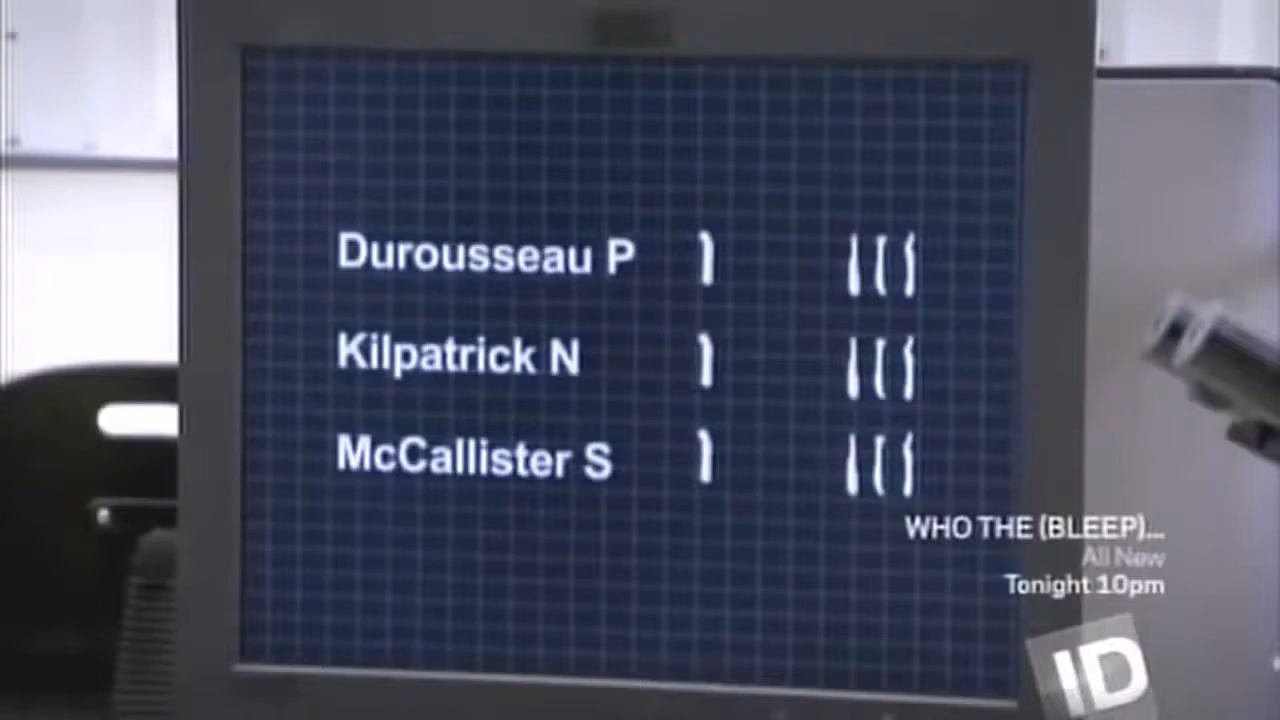 Durousseau P
Kilpatrick N
McCallister S
WHO THE (BLEEP)...
All New
Tonight 10pm
ID